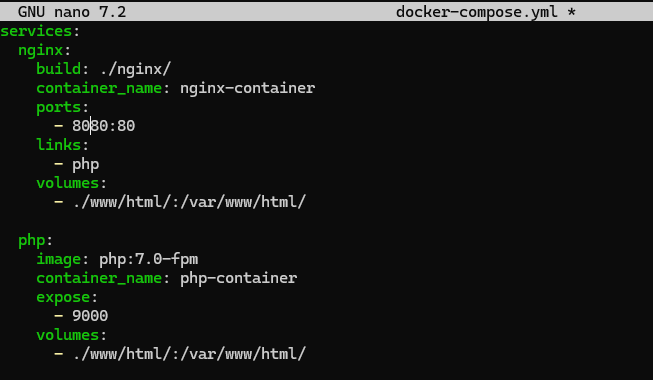 GNU nano 7.2 docker-compose.yml *
services:
  nginx:
    build: ./nginx/
    container_name: nginx-container
    ports:
      - 8080:80
    links:
      - php
    volumes:
      - ./www/html/:/var/www/html/

  php:
    image: php:7.0-fpm
    container_name: php-container
    expose:
      - 9000
    volumes:
      - ./www/html/:/var/www/html/